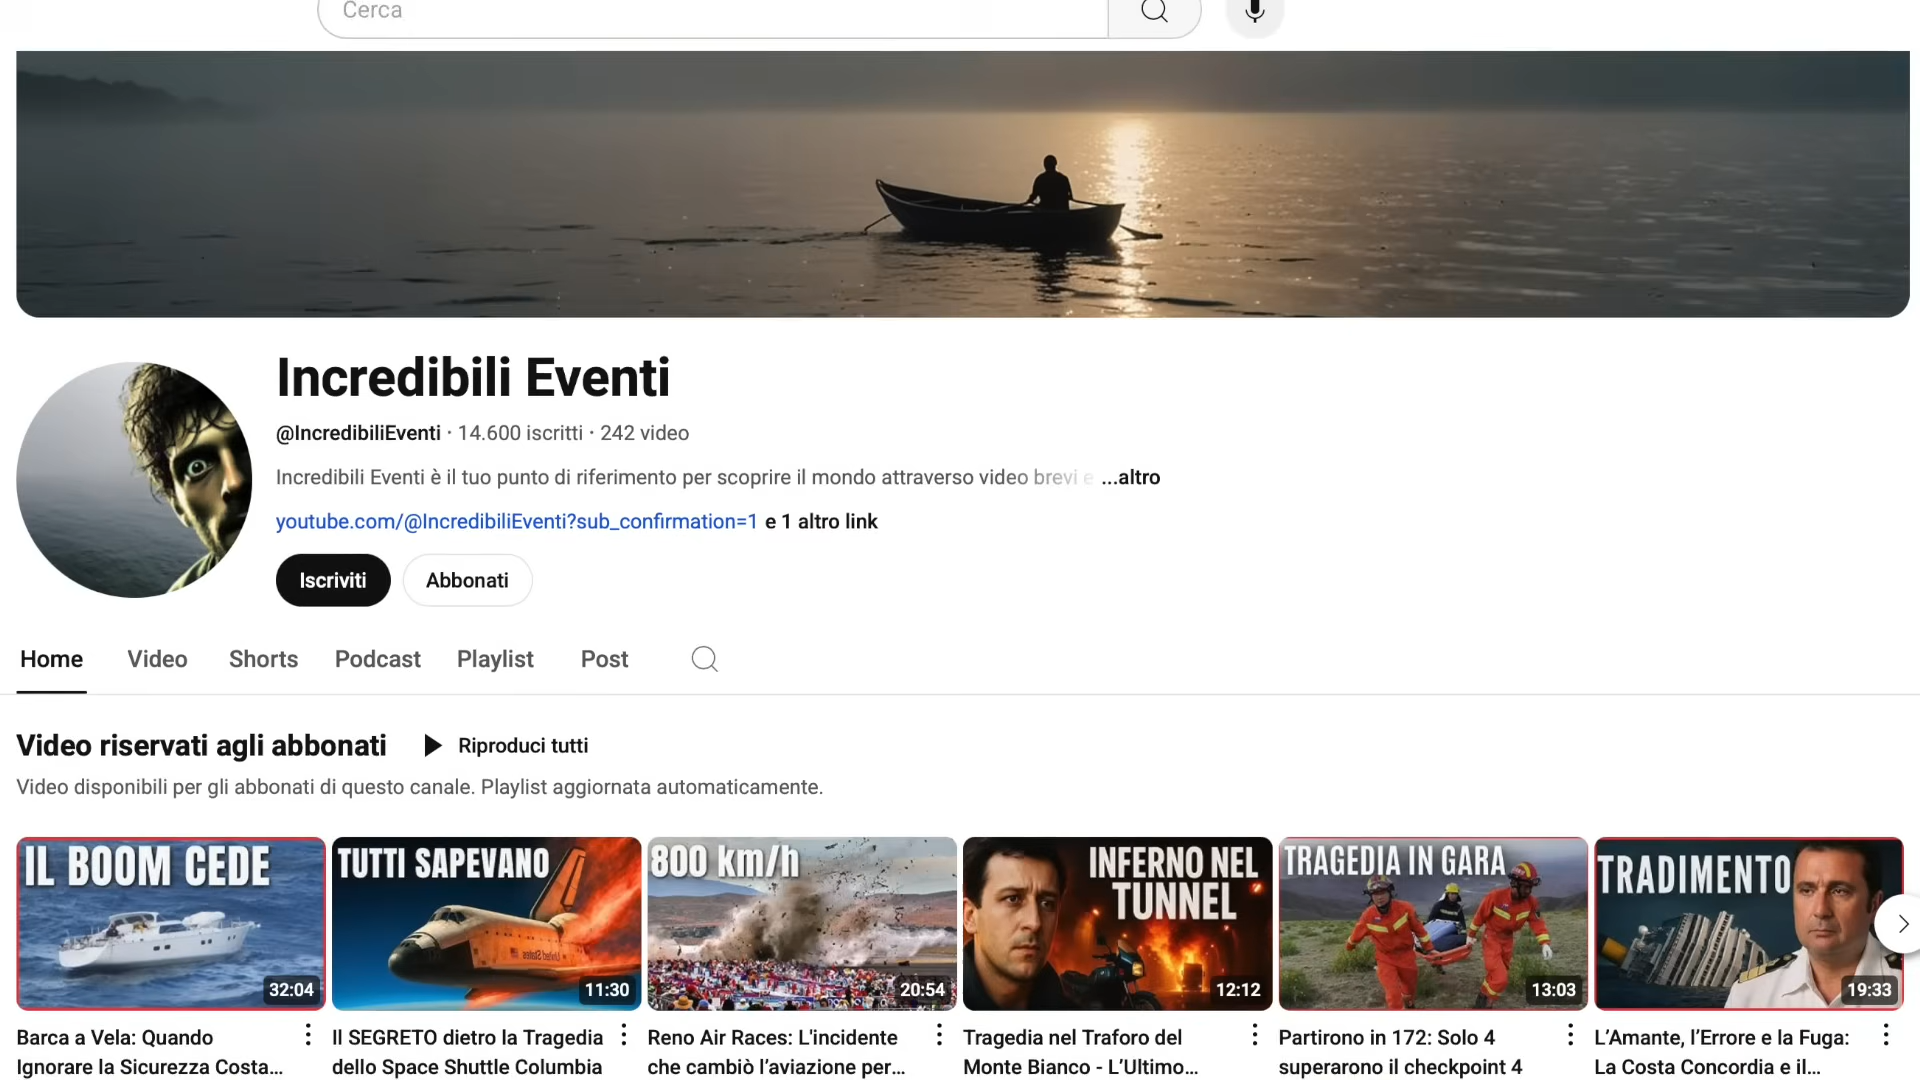 Cerca
Incredibili Eventi
@IncredibiliEventi · 14.600 iscritti · 242 video
Incredibili Eventi è il tuo punto di riferimento per scoprire il mondo attraverso video brevi e ...altro
youtube.com/@IncredibiliEventi?sub_confirmation=1 e 1 altro link
Iscriviti Abbonati
Home Video Shorts Podcast Playlist Post
Video riservati agli abbonati Riproduci tutti
Video disponibili per gli abbonati di questo canale. Playlist aggiornata automaticamente.
IL BOOM CEDE
32:04
TUTTI SAPEVANO
United States
11:30
800 km/h
20:54
INFERNO NEL
TUNNEL
12:12
TRAGEDIA IN GARA
13:03
TRADIMENTO
19:33
Barca a Vela: Quando
Ignorare la Sicurezza Costa...
Il SEGRETO dietro la Tragedia
dello Space Shuttle Columbia
Reno Air Races: L'incidente
che cambiò l’aviazione per...
Tragedia nel Traforo del
Monte Bianco - L’Ultimo...
Partirono in 172: Solo 4
superarono il checkpoint 4
L’Amante, l’Errore e la Fuga:
La Costa Concordia e il...